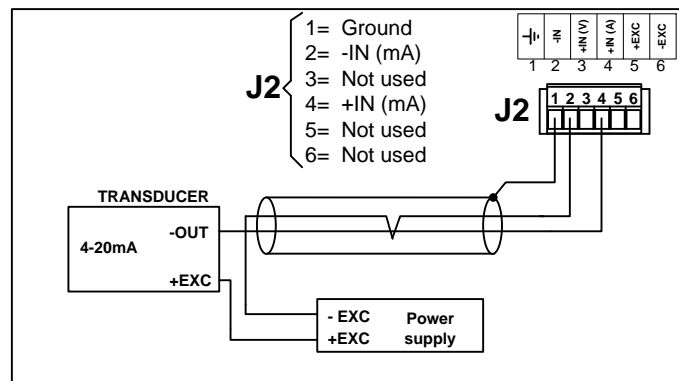 J2
1= Ground
2= -IN (mA)
3= Not used
4= +IN (mA)
5= Not used
6= Not used
-IN
+IN (V)
+IN (A)
+EXC
-EXC
1 2 3 4 5 6
J2
1 2 3 4 5 6
TRANSDUCER
4-20mA
-OUT
+EXC
- EXC
+EXC
Power
supply